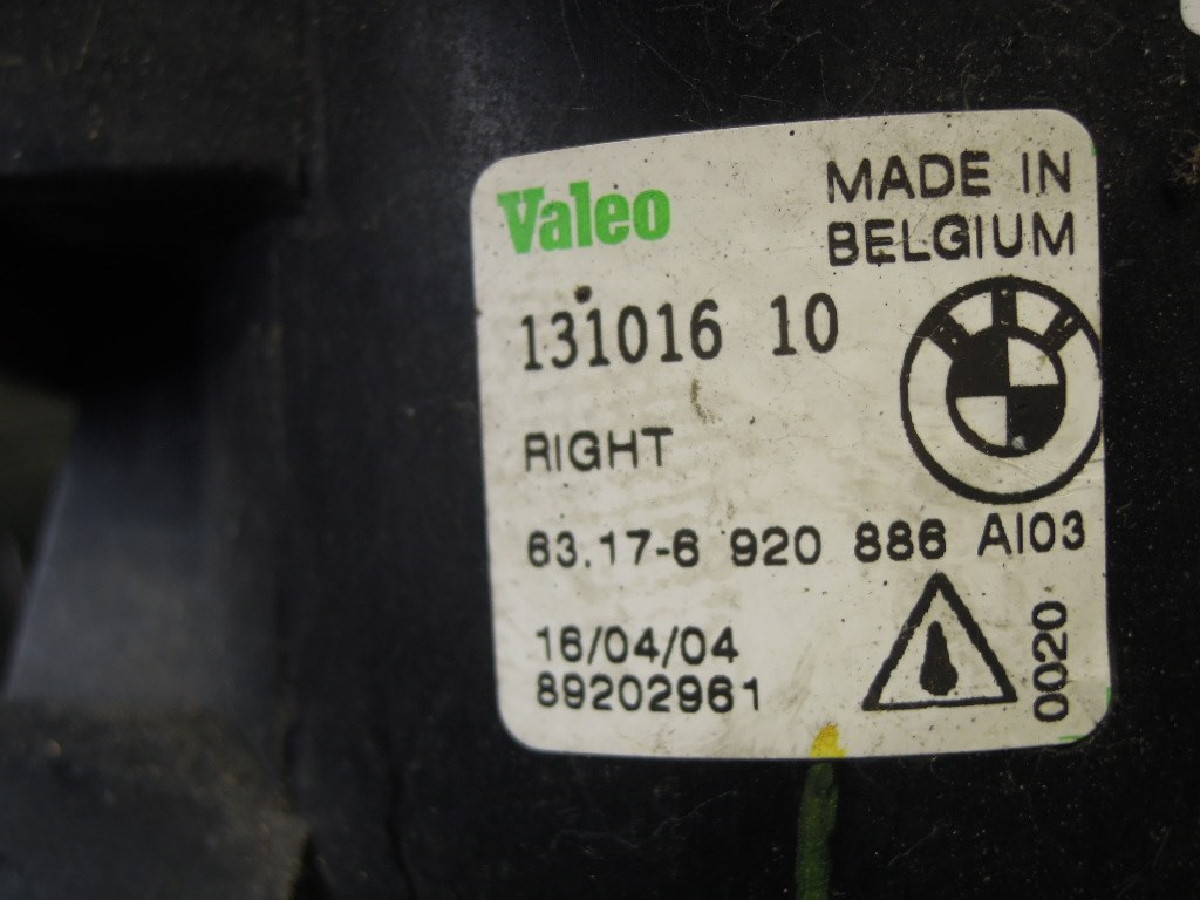 Valeo
MADE IN
BELGIUM
131016 10
RIGHT
63.17-6 920 886 AI03
16/04/04
89202961
0020